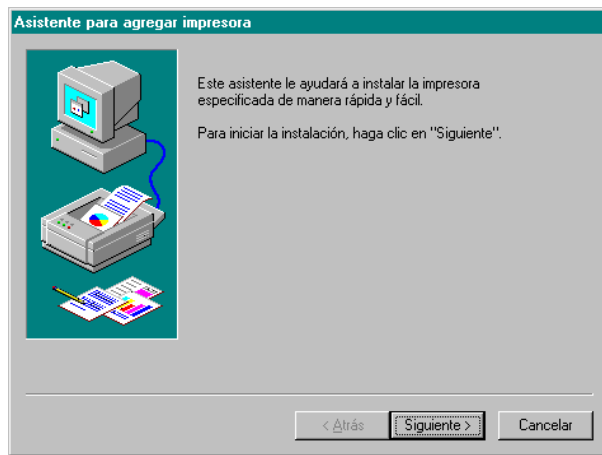 Asistente para agregar impresora
Este asistente le ayudará a instalar la impresora
especificada de manera rápida y fácil.
Para iniciar la instalación, haga clic en "Siguiente".
< Atrás
Siguiente >
Cancelar